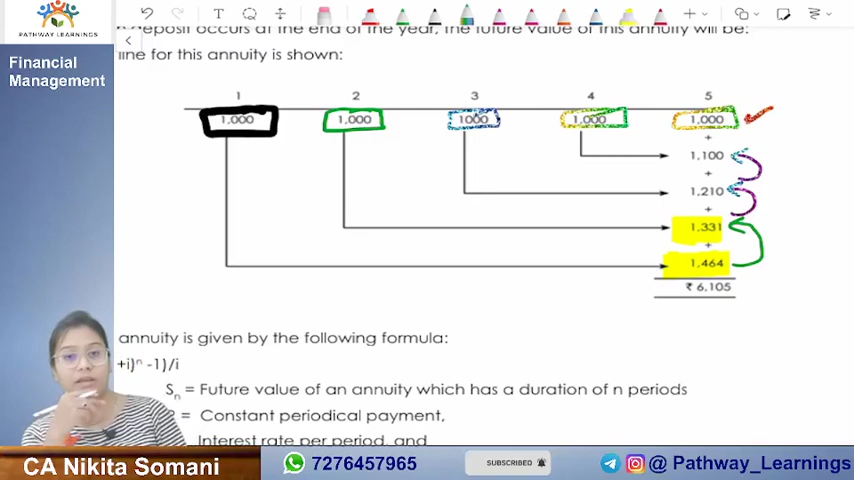 PATHWAY LEARNINGS
Financial
Management
deposit occurs at the end of the year, the future value of this annuity will be:
line for this annuity is shown:
1 2 3 4 5
1,000 1,000 1000 1,000 1,000
+
1,100
+
1,210
+
1,331
+
1,464
₹ 6,105
annuity is given by the following formula:
+i)ⁿ -1)/i
Sn = Future value of an annuity which has a duration of n periods
= Constant periodical payment,
Interest rate per period, and
CA Nikita Somani
7276457965
SUBSCRIBED
@ Pathway_Learnings